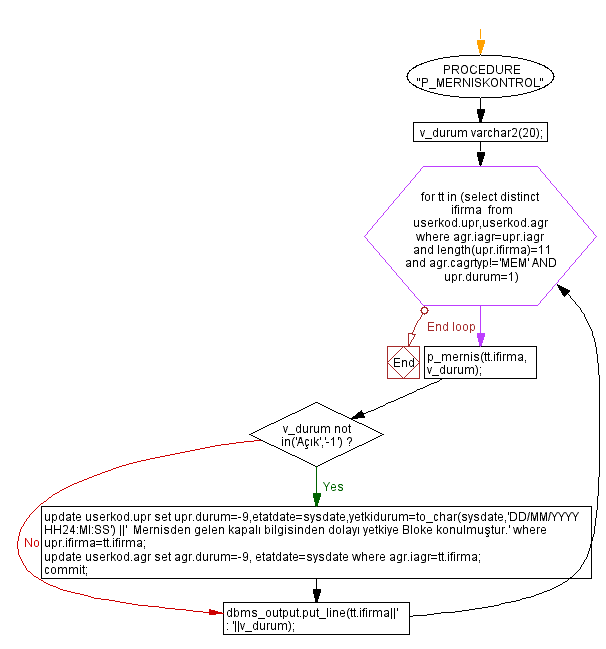 PROCEDURE
"P_MERNISKONTROL"
v_durum varchar2(20);
for tt in (select distinct
ifirma from
userkod.upr,userkod.agr
where agr.iagr=upr.iagr
and length(upr.ifirma)=11
and agr.cagrtyp!='MEM' AND
upr.durum=1)
End loop
End
p_mernis(tt.ifirma,
v_durum);
v_durum not
in('Açık','-1') ?
Yes
update userkod.upr set upr.durum=-9,etatdate=sysdate,yetkidurum=to_char(sysdate,'DD/MM/YYYY
HH24:MI:SS') ||' Mernisden gelen kapalı bilgisinden dolayı yetkiye Bloke konulmuştur.' where
upr.ifirma=tt.ifirma;
No
update userkod.agr set agr.durum=-9, etatdate=sysdate where agr.iagr=tt.ifirma;
commit;
dbms_output.put_line(tt.ifirma||'
: '||v_durum);